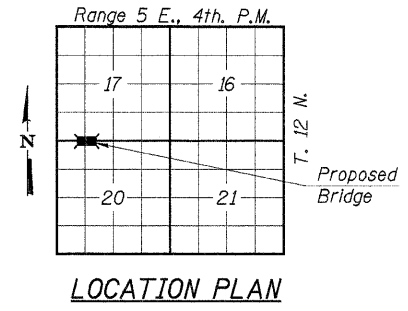 Range 5 E., 4th. P.M.
17
16
T. 12 N.
N
Proposed
Bridge
20
21
LOCATION PLAN